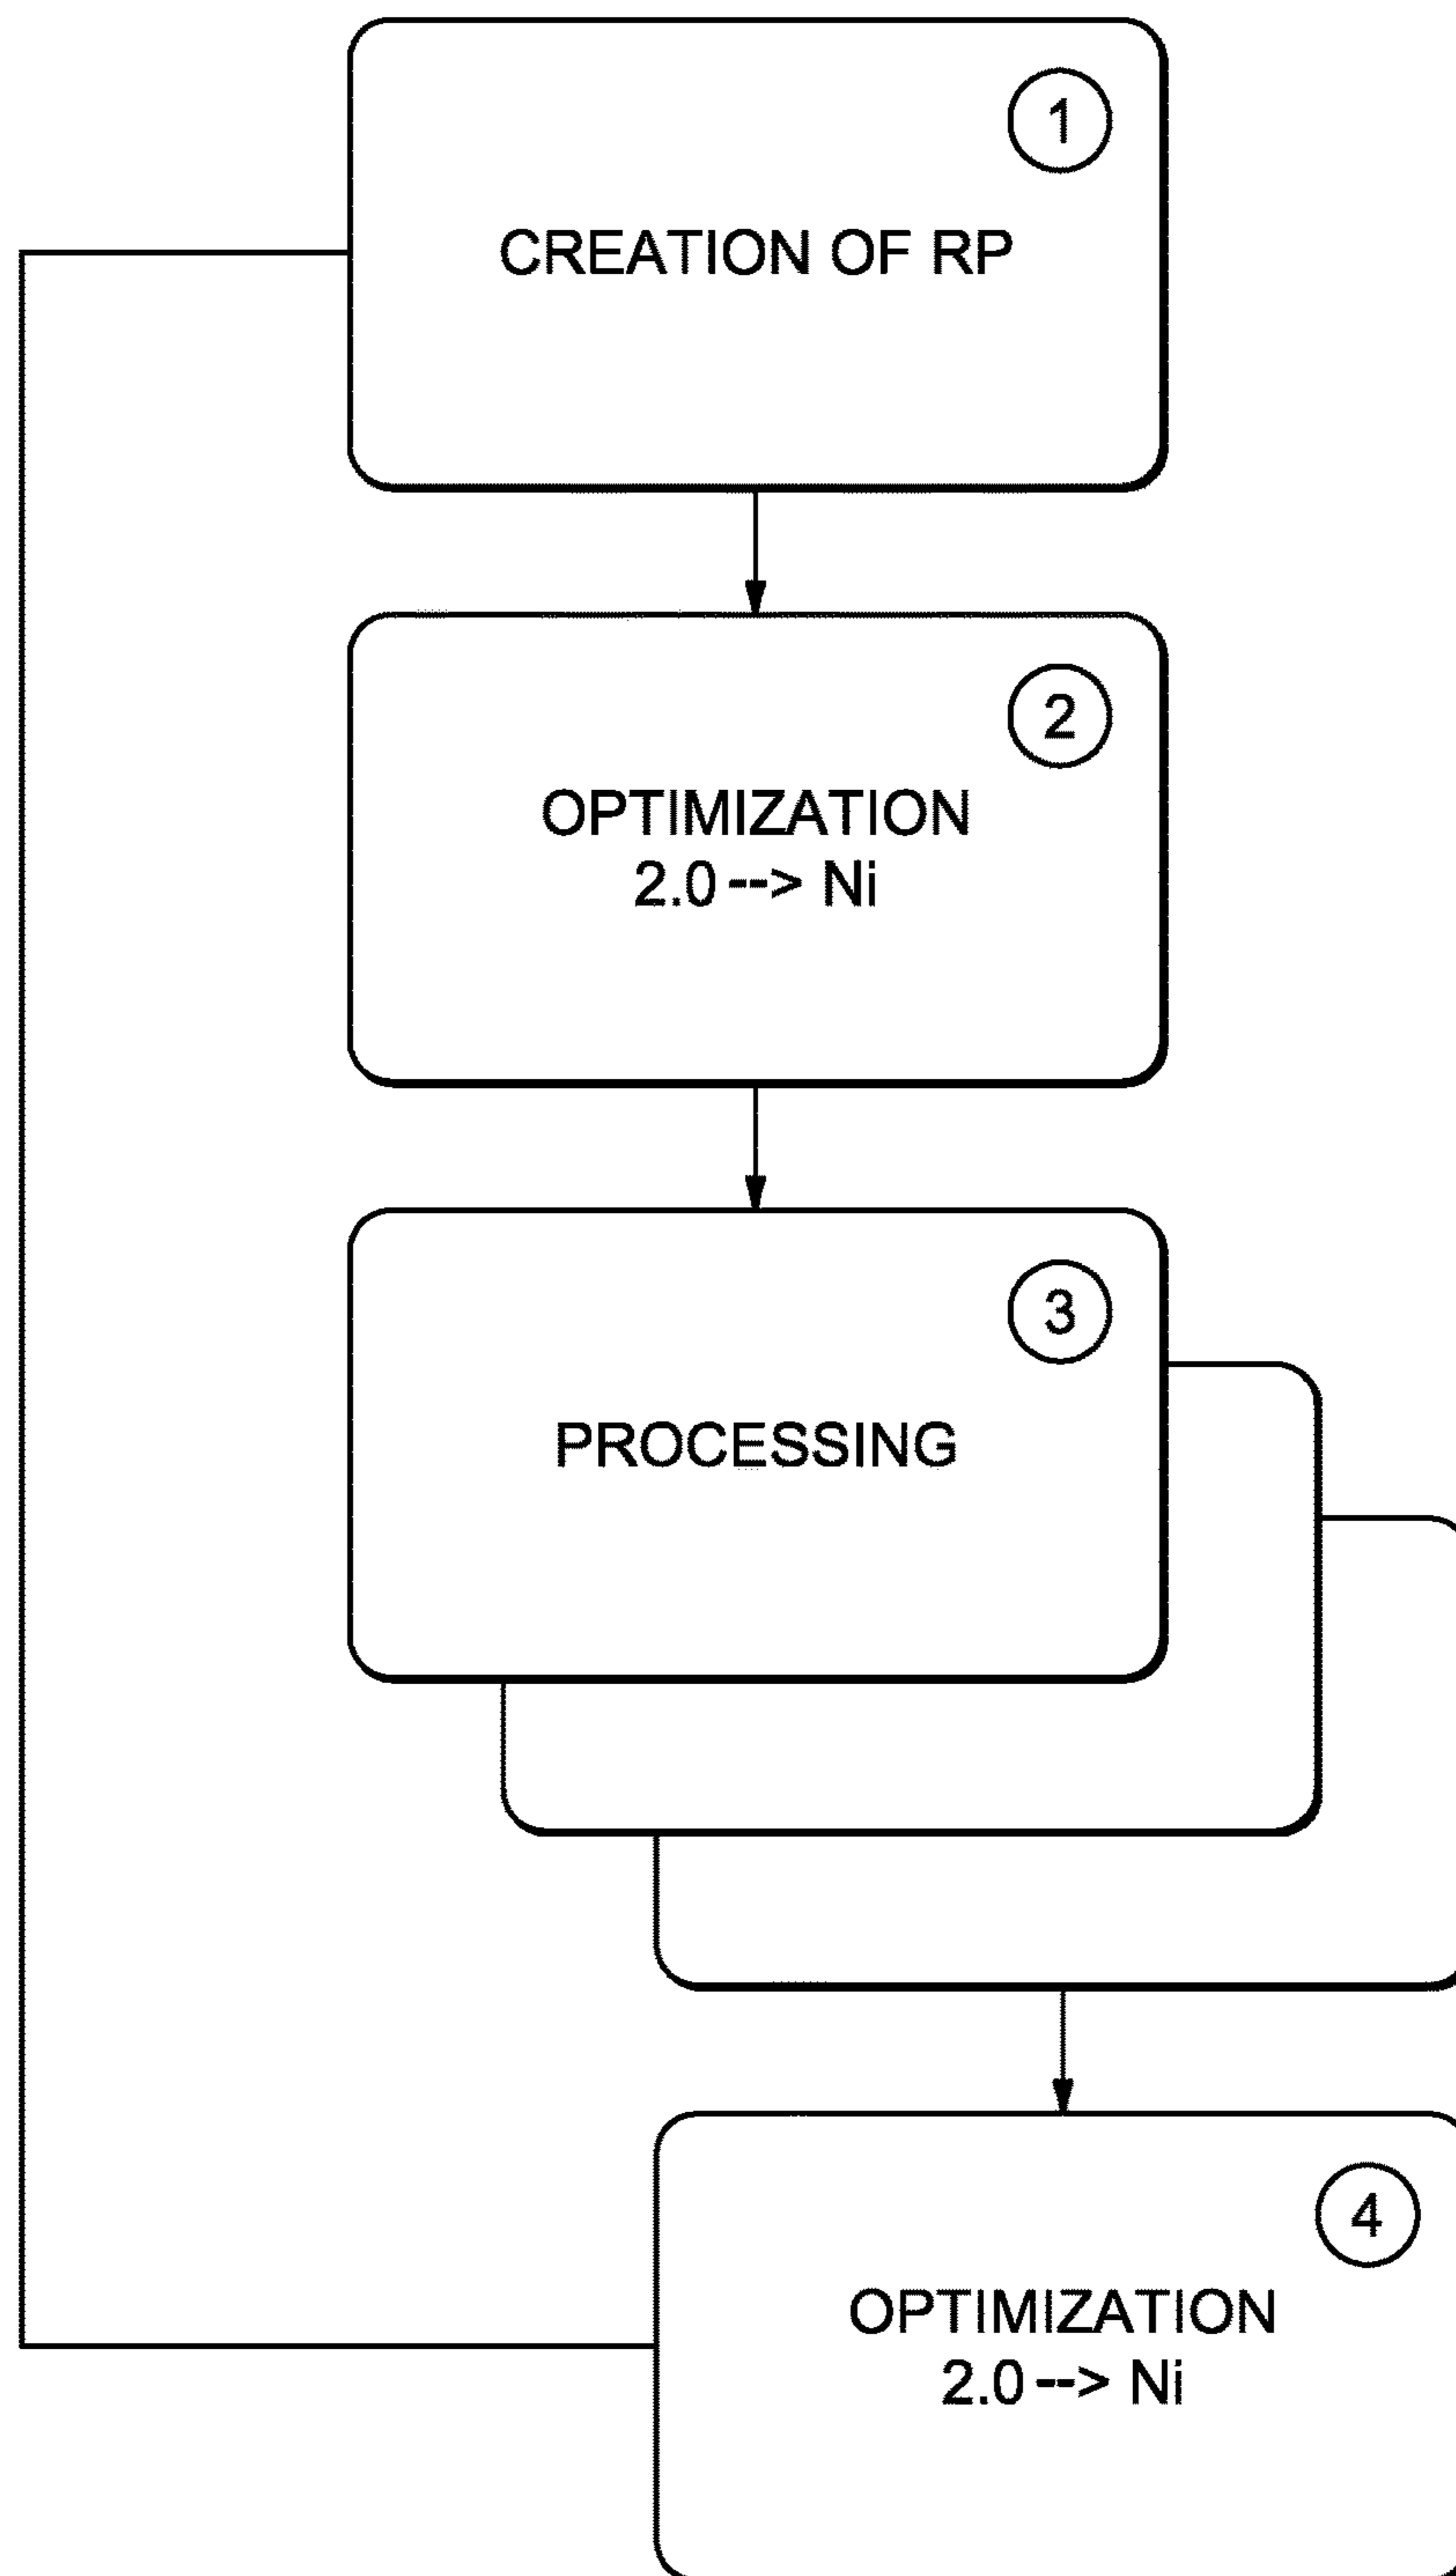 1
CREATION OF RP
2
OPTIMIZATION
2.0 --> Ni
3
PROCESSING
4
OPTIMIZATION
2.0 --> Ni